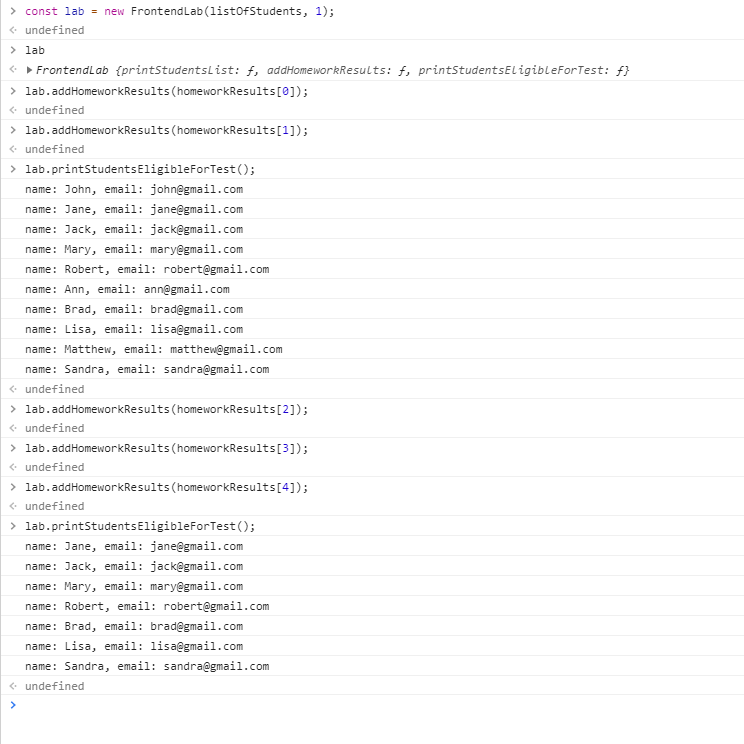 const lab = new FrontendLab(listOfStudents, 1);
undefined
lab
FrontendLab {printStudentsList: ƒ, addHomeworkResults: ƒ, printStudentsEligibleForTest: ƒ}
lab.addHomeworkResults(homeworkResults[0]);
undefined
lab.addHomeworkResults(homeworkResults[1]);
undefined
lab.printStudentsEligibleForTest();
name: John, email: john@gmail.com
name: Jane, email: jane@gmail.com
name: Jack, email: jack@gmail.com
name: Mary, email: mary@gmail.com
name: Robert, email: robert@gmail.com
name: Ann, email: ann@gmail.com
name: Brad, email: brad@gmail.com
name: Lisa, email: lisa@gmail.com
name: Matthew, email: matthew@gmail.com
name: Sandra, email: sandra@gmail.com
undefined
lab.addHomeworkResults(homeworkResults[2]);
undefined
lab.addHomeworkResults(homeworkResults[3]);
undefined
lab.addHomeworkResults(homeworkResults[4]);
undefined
lab.printStudentsEligibleForTest();
name: Jane, email: jane@gmail.com
name: Jack, email: jack@gmail.com
name: Mary, email: mary@gmail.com
name: Robert, email: robert@gmail.com
name: Brad, email: brad@gmail.com
name: Lisa, email: lisa@gmail.com
name: Sandra, email: sandra@gmail.com
undefined